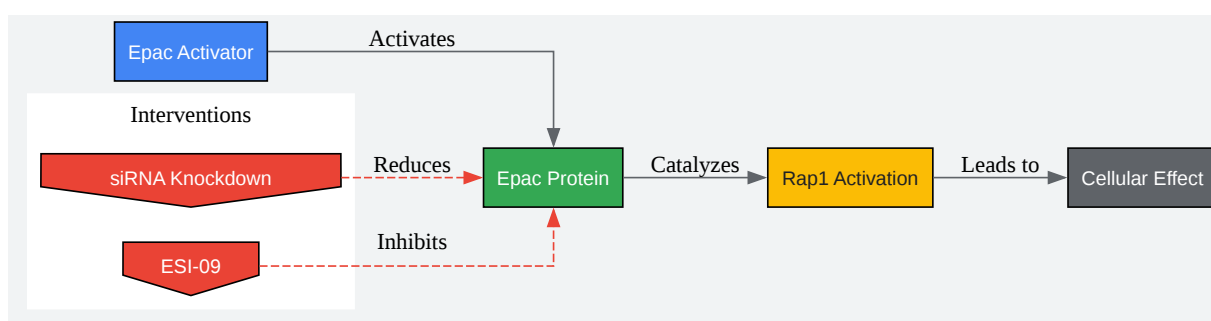 Epac Activator
Activates
Interventions
siRNA Knockdown
Reduces
Epac Protein
Catalyzes
Rap1 Activation
Leads to
Cellular Effect
ESI-09
Inhibits